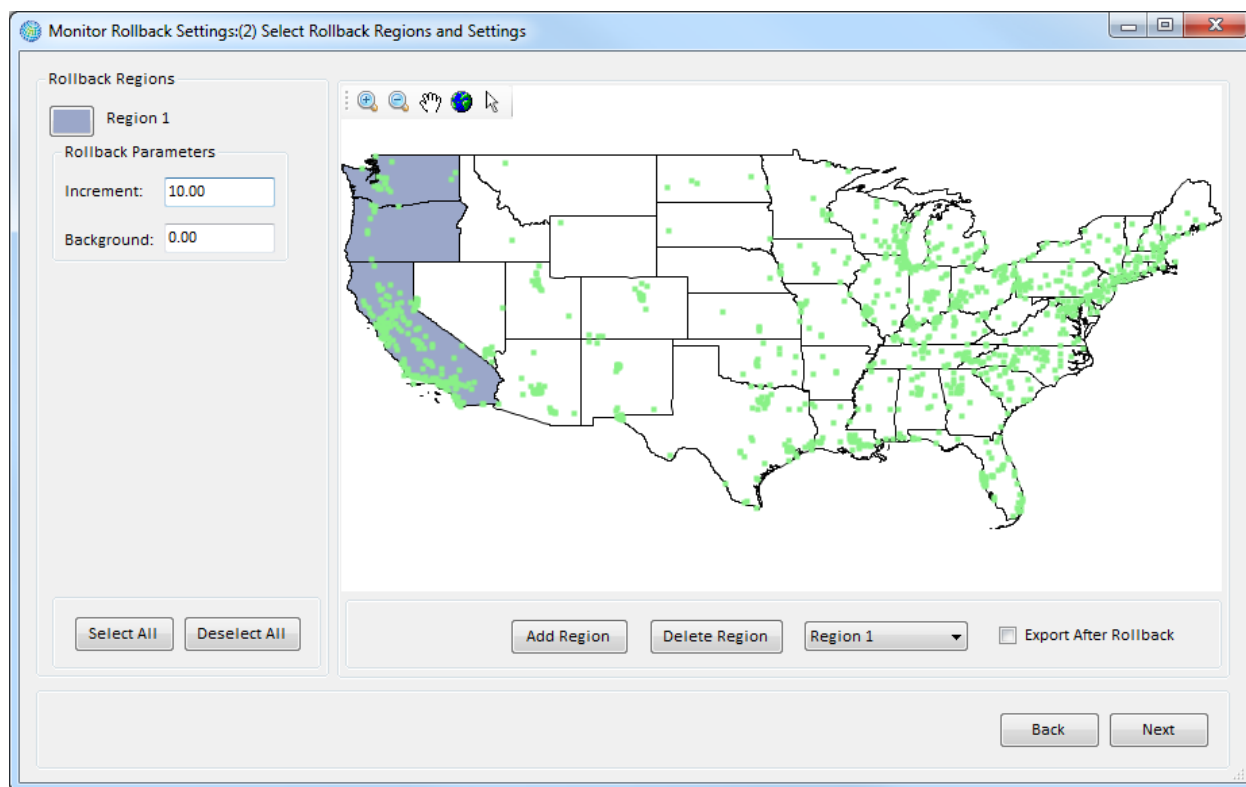 Monitor Rollback Settings:(2) Select Rollback Regions and Settings
Rollback Regions
Region 1
Rollback Parameters
Increment: 10.00
Background: 0.00
Select All Deselect All
Add Region Delete Region Region 1 Export After Rollback
Back Next